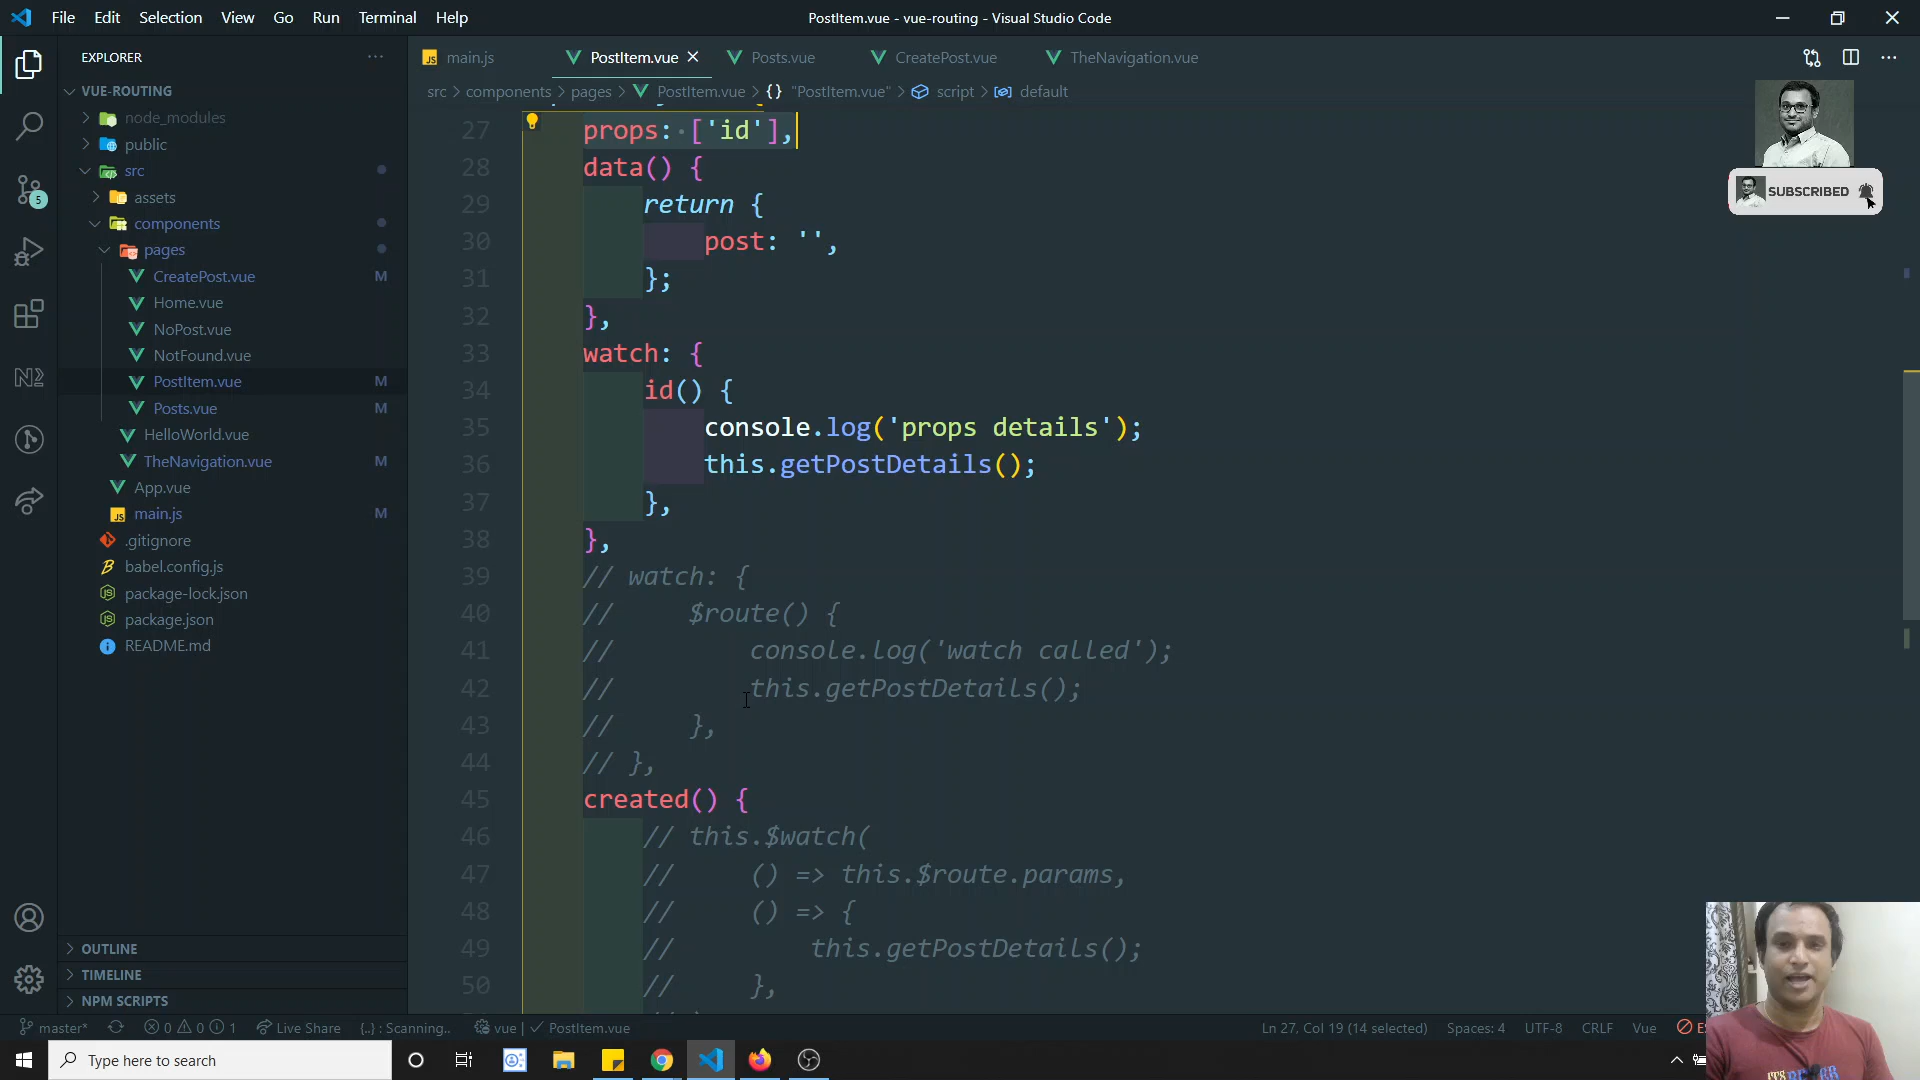 File Edit Selection View Go Run Terminal Help
PostItem.vue - vue-routing - Visual Studio Code
EXPLORER
main.js
PostItem.vue
Posts.vue
CreatePost.vue
TheNavigation.vue
src > components > pages > PostItem.vue > {} "PostItem.vue" > script > default
VUE-ROUTING
node_modules
public
src
assets
components
pages
CreatePost.vue M
Home.vue
NoPost.vue
NotFound.vue
PostItem.vue M
Posts.vue M
HelloWorld.vue
TheNavigation.vue M
App.vue
main.js M
.gitignore
babel.config.js
package-lock.json
package.json
README.md
OUTLINE
TIMELINE
NPM SCRIPTS
5
27 props: ['id'],
28 data() {
29 return {
30 post: '',
31 };
32 },
33 watch: {
34 id() {
35 console.log('props details');
36 this.getPostDetails();
37 },
38 },
39 // watch: {
40 // $route() {
41 // console.log('watch called');
42 // this.getPostDetails();
43 // },
44 // },
45 created() {
46 // this.$watch(
47 // () => this.$route.params,
48 // () => {
49 // this.getPostDetails();
50 // },
SUBSCRIBED
master* 0 0 1 Live Share {..} : Scanning.. vue | ✓ PostItem.vue
Ln 27, Col 19 (14 selected) Spaces: 4 UTF-8 CRLF Vue
Type here to search